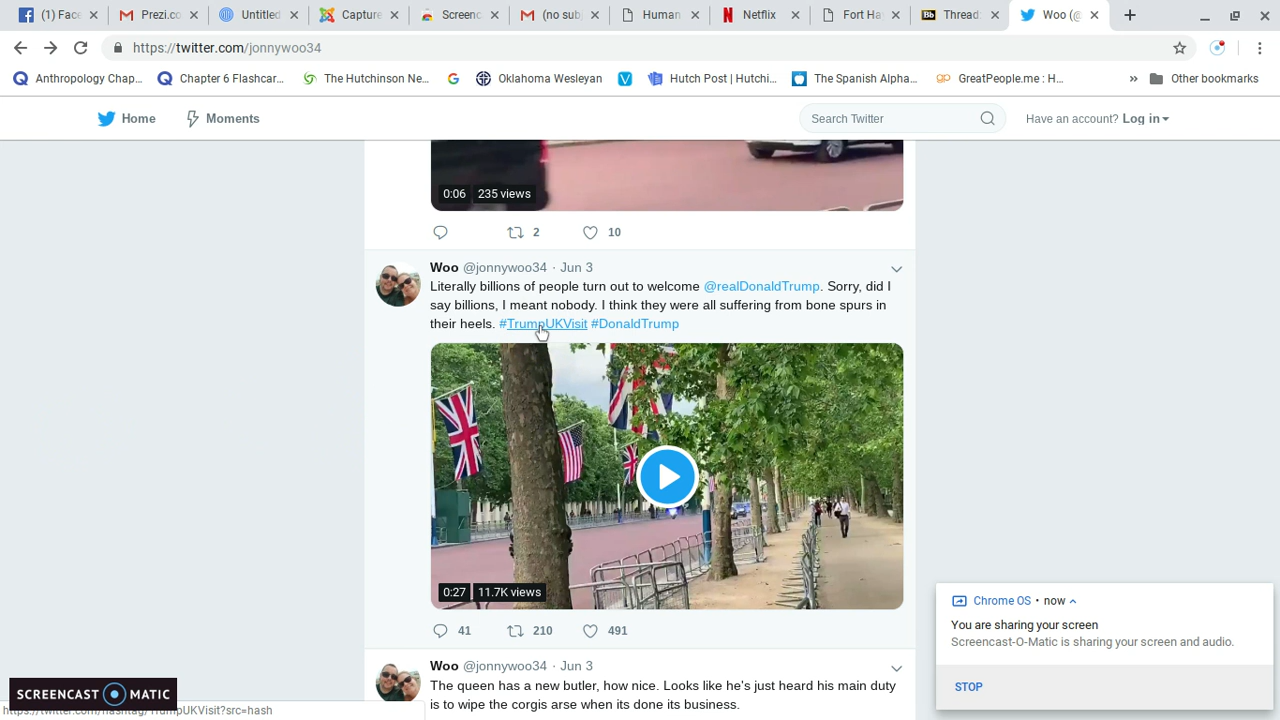 (1) Face
Prezi.co
Untitled
Capture
Screenc
(no sub
Human
Netflix
Fort Ha
Bb Thread
Woo (@
https://twitter.com/jonnywoo34
Anthropology Chap...
Chapter 6 Flashcar...
The Hutchinson Ne...
Oklahoma Wesleyan
Hutch Post | Hutchi...
The Spanish Alpha...
GreatPeople.me : H...
»
Other bookmarks
Home
Moments
Search Twitter
Have an account? Log in
0:06 235 views
2 10
Woo @jonnywoo34 · Jun 3
Literally billions of people turn out to welcome @realDonaldTrump. Sorry, did I
say billions, I meant nobody. I think they were all suffering from bone spurs in
their heels. #TrumpUKVisit #DonaldTrump
0:27 11.7K views
41 210 491
Woo @jonnywoo34 · Jun 3
The queen has a new butler, how nice. Looks like he's just heard his main duty
is to wipe the corgis arse when its done its business.
Chrome OS • now
You are sharing your screen
Screencast-O-Matic is sharing your screen and audio.
STOP
SCREENCAST O MATIC
https://twitter.com/hashtag/TrumpUKVisit?src=hash